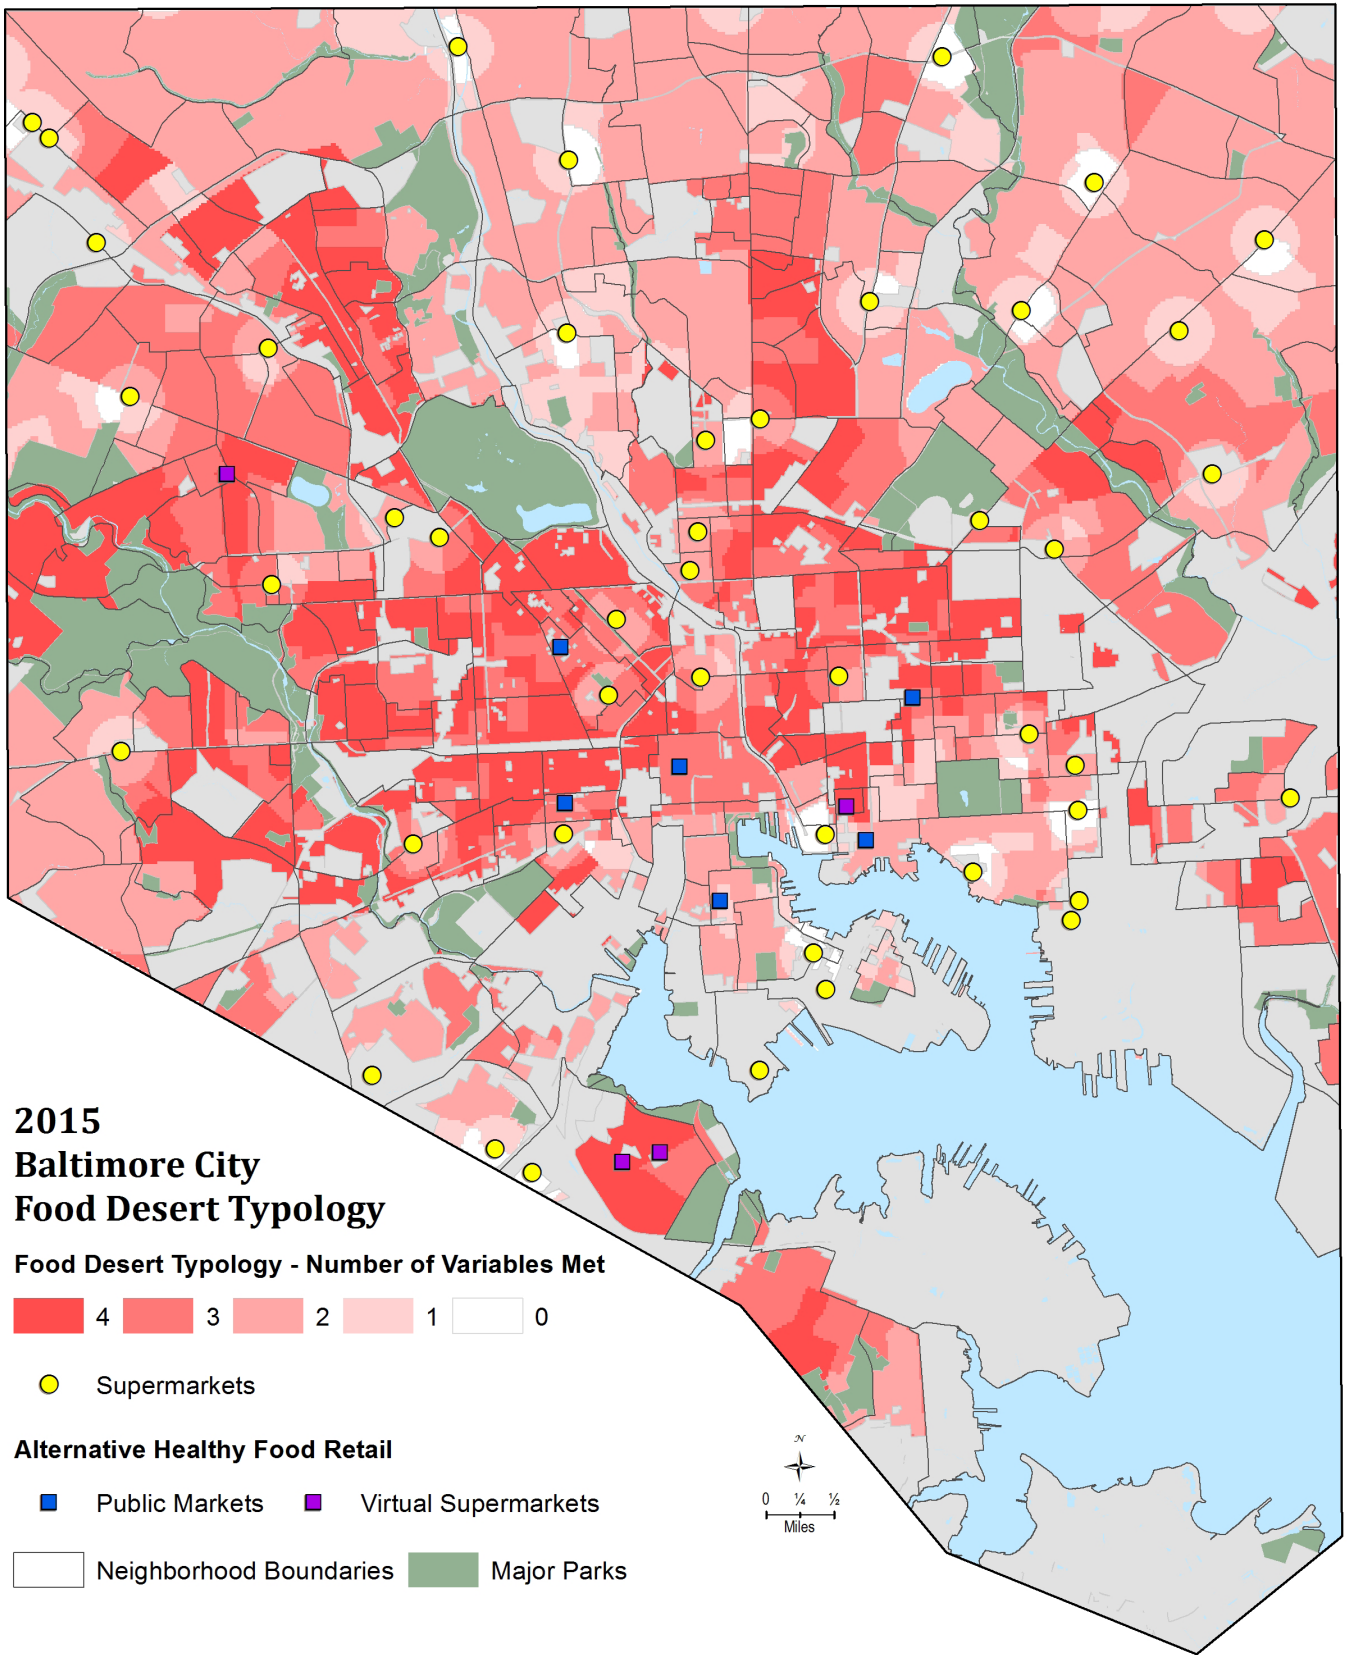 2015
Baltimore City
Food Desert Typology
Food Desert Typology - Number of Variables Met
4 3 2 1 0
Supermarkets
Alternative Healthy Food Retail
Public Markets Virtual Supermarkets
Neighborhood Boundaries Major Parks
N
0 ¼ ½
Miles